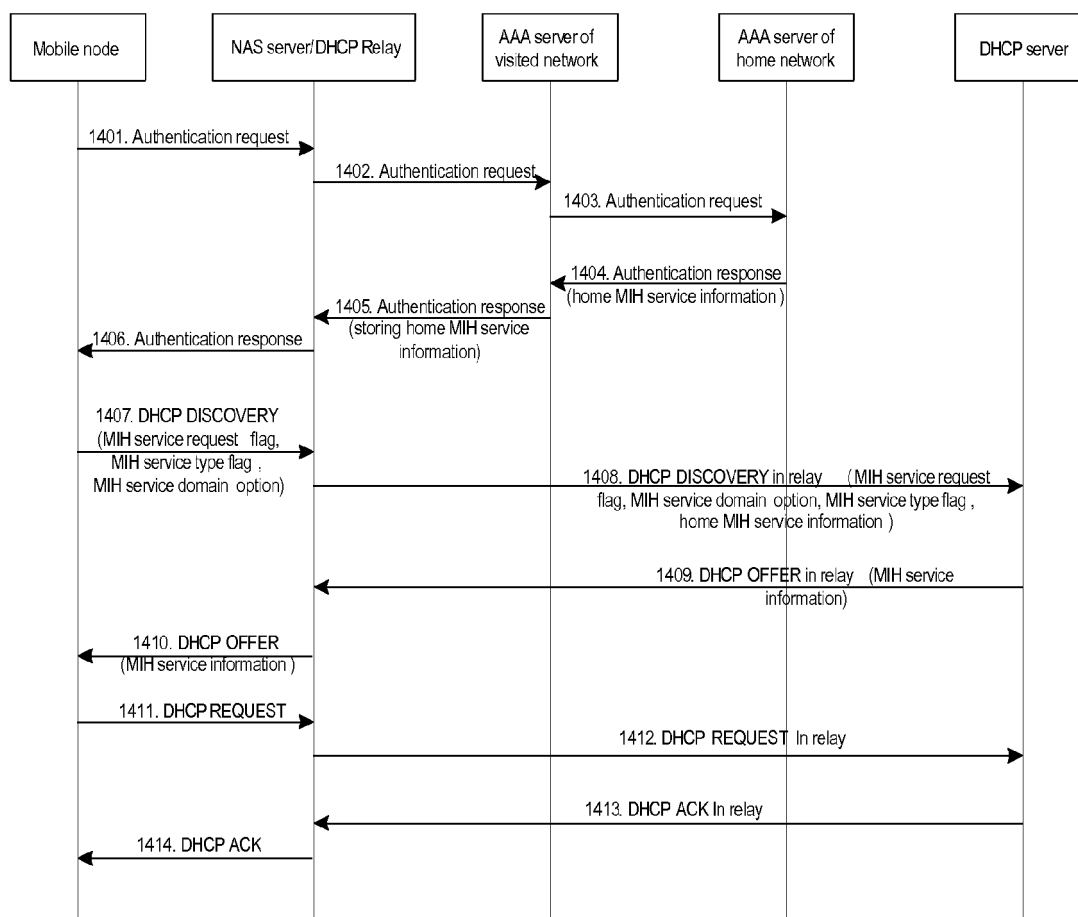 Mobile node
NAS server/DHCP Relay
AAA server of
visited network
AAA server of
home network
DHCP server
1401. Authentication request
1402. Authentication request
1403. Authentication request
1404. Authentication response
(home MIH service information )
1405. Authentication response
(storing home MIH service
information)
1406. Authentication response
1407. DHCP DISCOVERY
(MIH service request flag,
MIH service type flag ,
MIH service domain option)
1408. DHCP DISCOVERY in relay (MIH service request
flag, MIH service domain option, MIH service type flag ,
home MIH service information )
1409. DHCP OFFER in relay (MIH service
information)
1410. DHCP OFFER
(MIH service information )
1411. DHCP REQUEST
1412. DHCP REQUEST In relay
1413. DHCP ACK In relay
1414. DHCP ACK